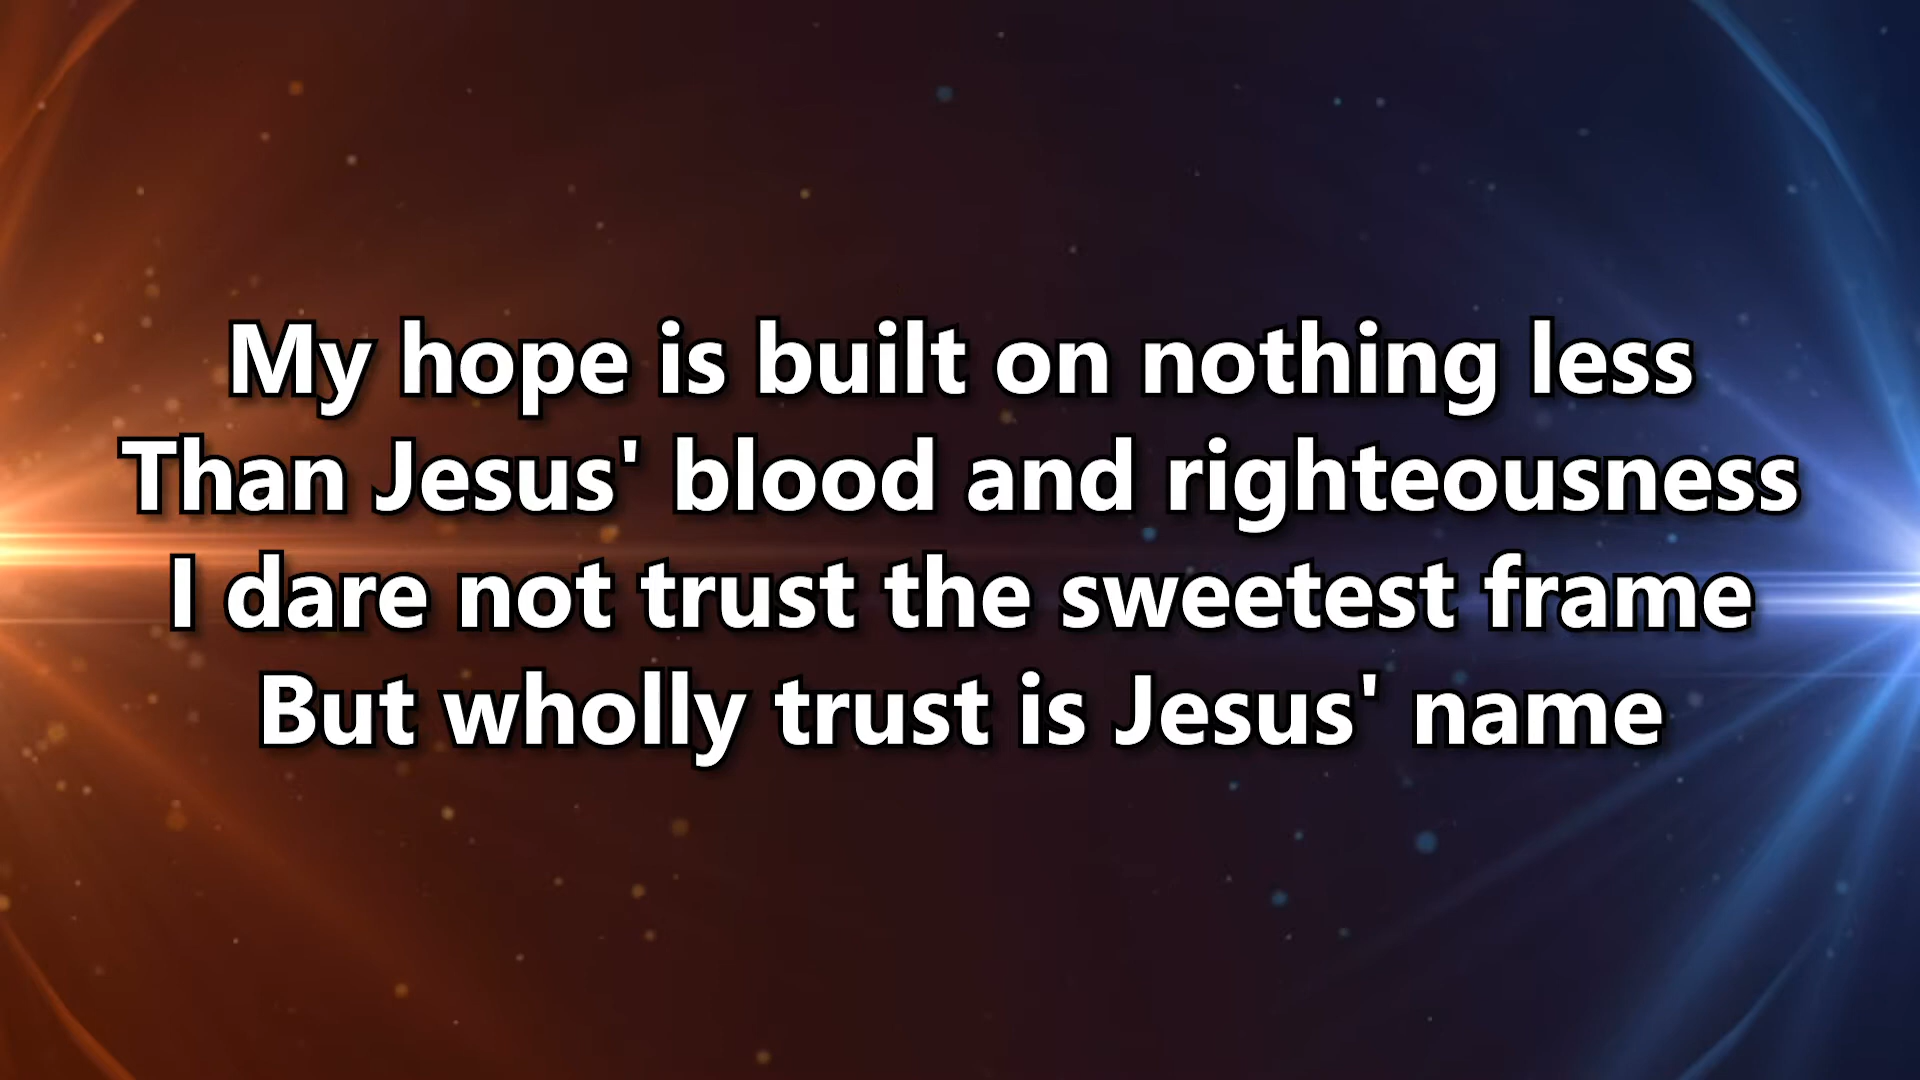 My hope is built on nothing less
Than Jesus' blood and righteousness
I dare not trust the sweetest frame
But wholly trust is Jesus' name